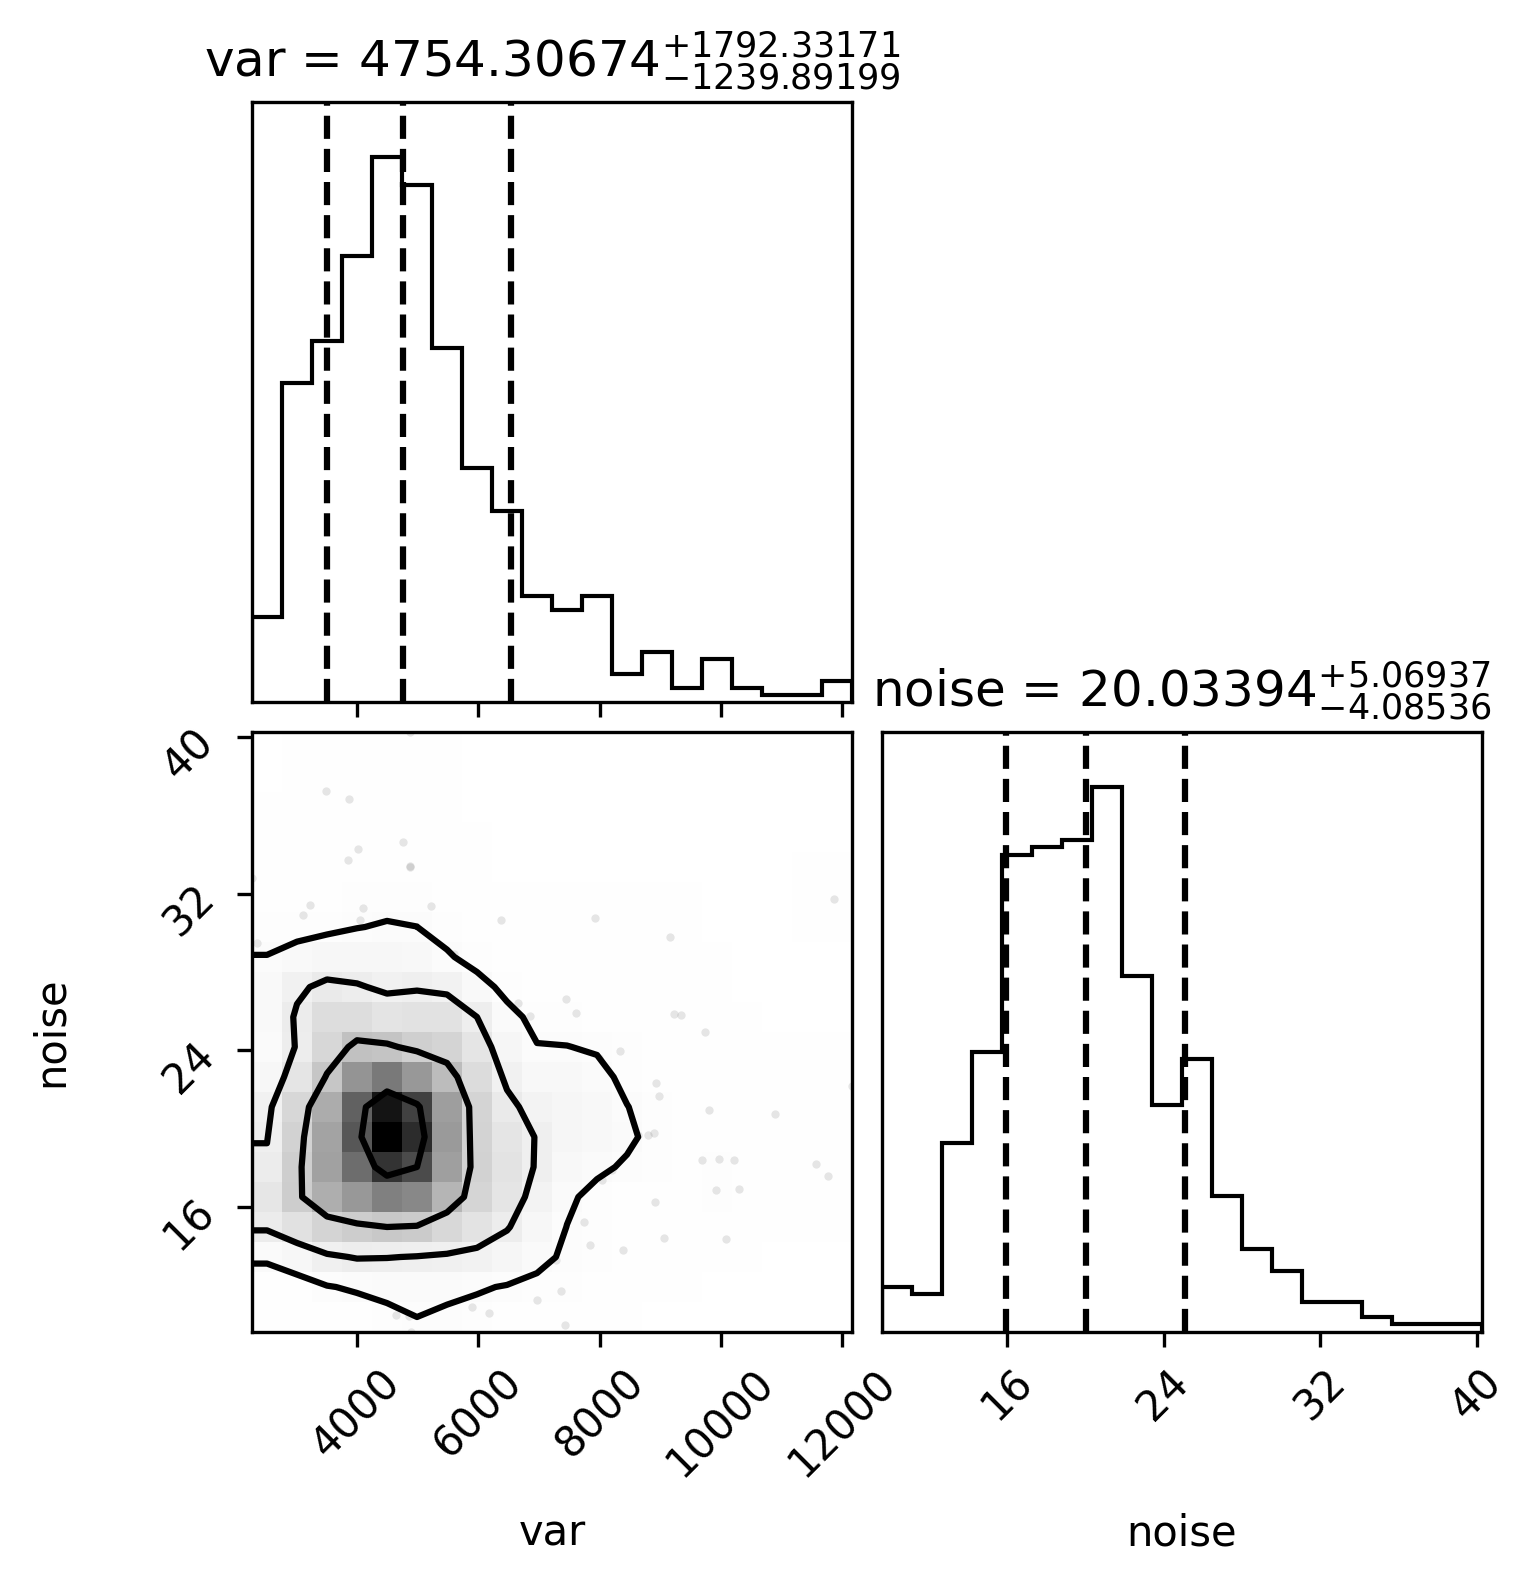 var = 4754.30674+1792.33171
−1239.89199
noise = 20.03394+5.06937
−4.08536
40
32
24
16
noise
4000 6000 8000 10000 12000
16 24 32 40
var
noise